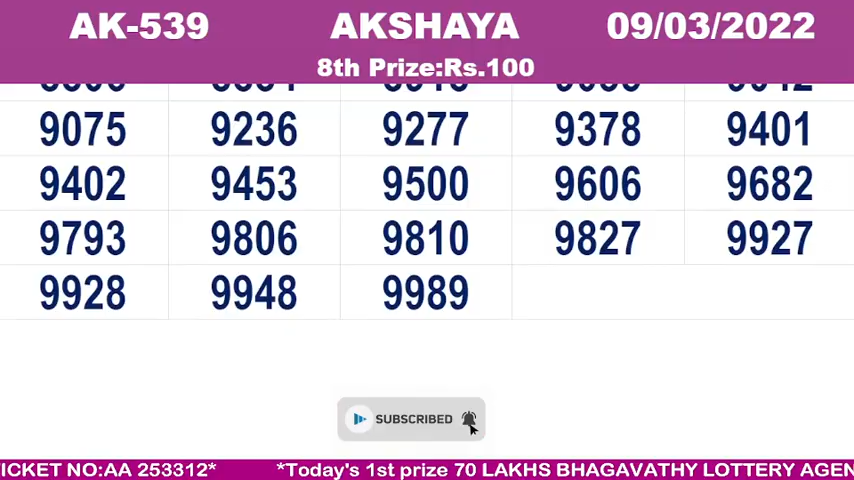 AK-539 AKSHAYA 09/03/2022
8th Prize:Rs.100
9075 9236 9277 9378 9401
9402 9453 9500 9606 9682
9793 9806 9810 9827 9927
9928 9948 9989
SUBSCRIBED
TICKET NO:AA 253312* *Today's 1st prize 70 LAKHS BHAGAVATHY LOTTERY AGEN